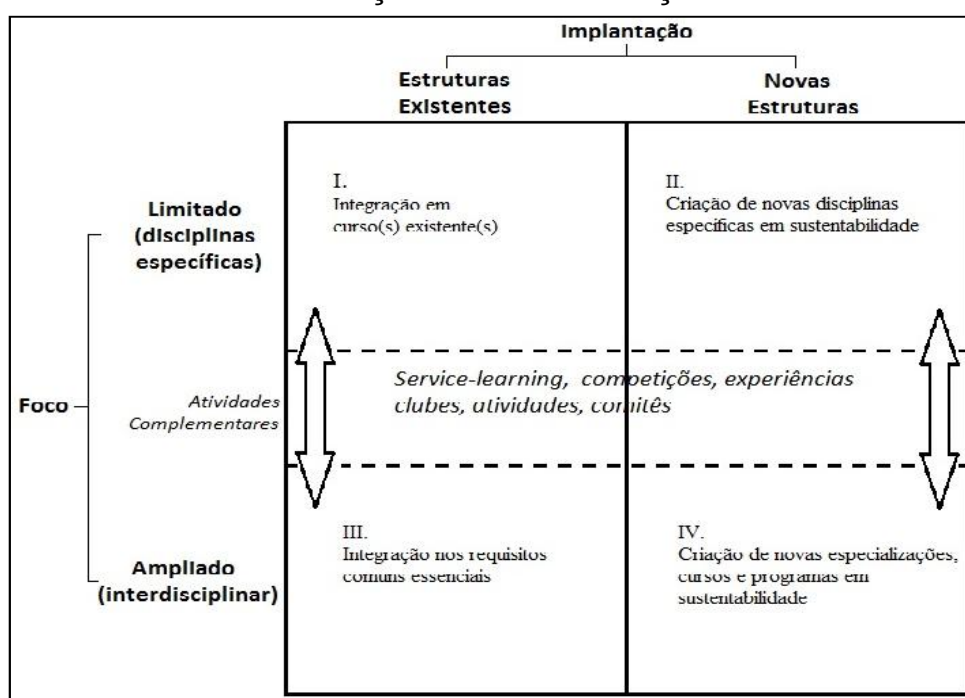 Implantação
Estruturas
Existentes
Novas
Estruturas
Limitado
(disciplinas
específicas)
I.
Integração em
curso(s) existente(s)
II.
Criação de novas disciplinas
específicas em sustentabilidade
Foco
Atividades
Complementares
Service-learning, competições, experiências
clubes, atividades, comitês
Ampliado
(interdisciplinar)
III.
Integração nos requisitos
comuns essenciais
IV.
Criação de novas especializações,
cursos e programas em
sustentabilidade